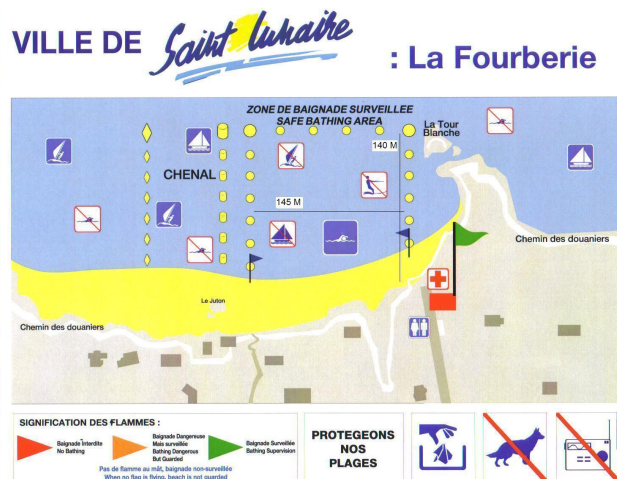 VILLE DE Saint Lunaire : La Fourberie
ZONE DE BAIGNADE SURVEILLEE
SAFE BATHING AREA
La Tour
Blanche
140 M
CHENAL
145 M
Chemin des douaniers
Le Juton
Chemin des douaniers
SIGNIFICATION DES FLAMMES :
Baignade Interdite
No Bathing
Baignade Dangereuse
Mais surveillée
Bathing Dangerous
But Guarded
Baignade Surveillée
Bathing Supervision
Pas de flamme au mât, baignade non-surveillée
When no flag is flying, beach is not guarded
PROTEGEONS
NOS
PLAGES